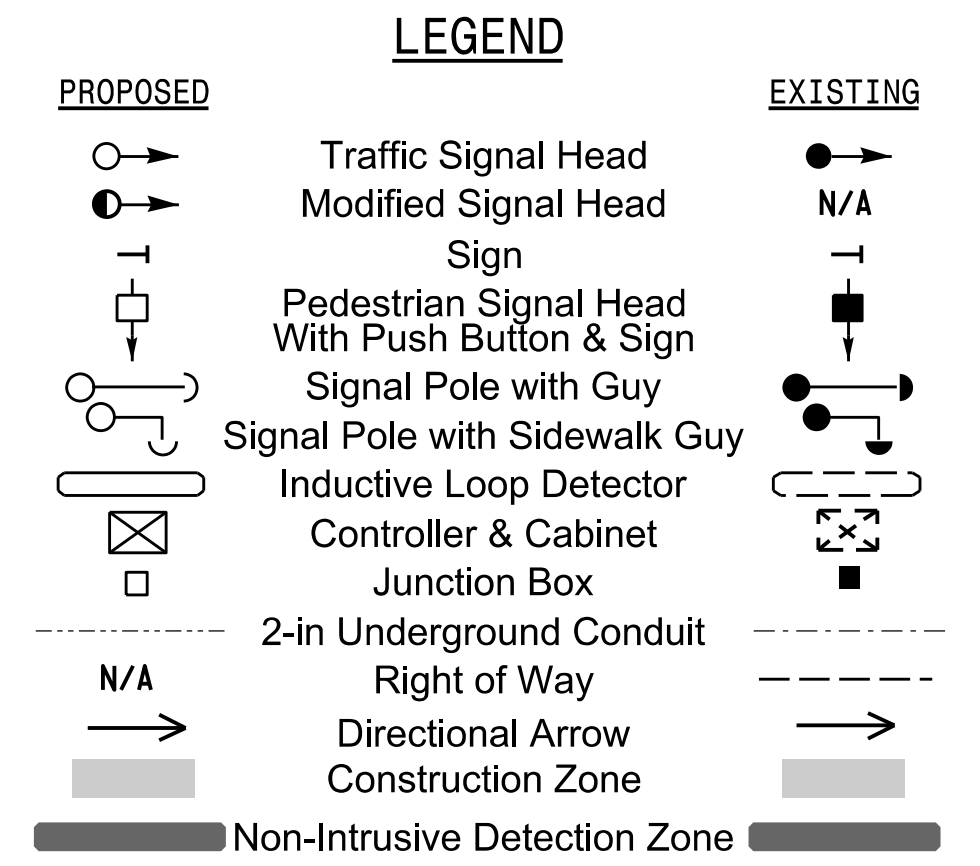 LEGEND
PROPOSED EXISTING
Traffic Signal Head
Modified Signal Head N/A
Sign
Pedestrian Signal Head
With Push Button & Sign
Signal Pole with Guy
Signal Pole with Sidewalk Guy
Inductive Loop Detector
Controller & Cabinet
Junction Box
2-in Underground Conduit
N/A Right of Way
Directional Arrow
Construction Zone
Non-Intrusive Detection Zone